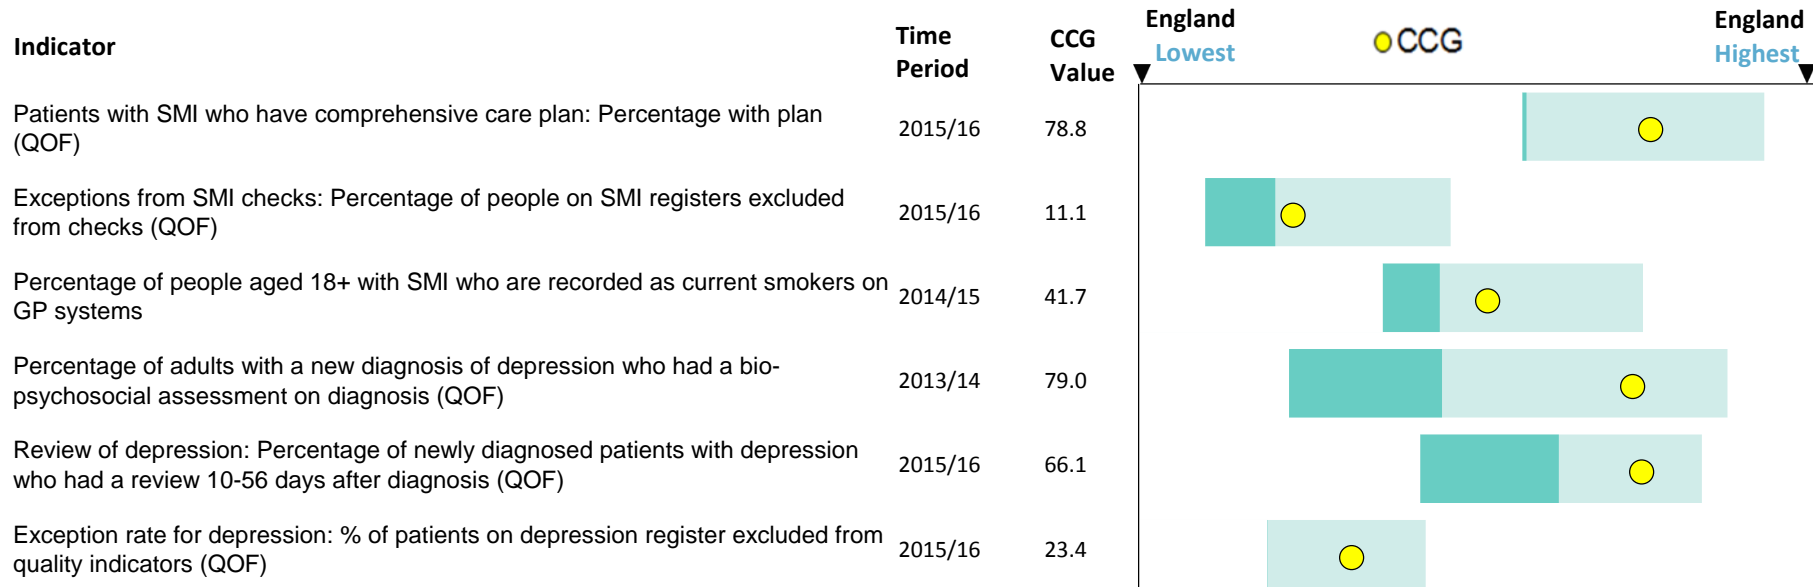 Indicator
Time Period
CCG Value
England Lowest
CCG
England Highest
Patients with SMI who have comprehensive care plan: Percentage with plan
(QOF)
2015/16
78.8
Exceptions from SMI checks: Percentage of people on SMI registers excluded
from checks (QOF)
2015/16
11.1
Percentage of people aged 18+ with SMI who are recorded as current smokers on
GP systems
2014/15
41.7
Percentage of adults with a new diagnosis of depression who had a bio-
psychosocial assessment on diagnosis (QOF)
2013/14
79.0
Review of depression: Percentage of newly diagnosed patients with depression
who had a review 10-56 days after diagnosis (QOF)
2015/16
66.1
Exception rate for depression: % of patients on depression register excluded from
quality indicators (QOF)
2015/16
23.4